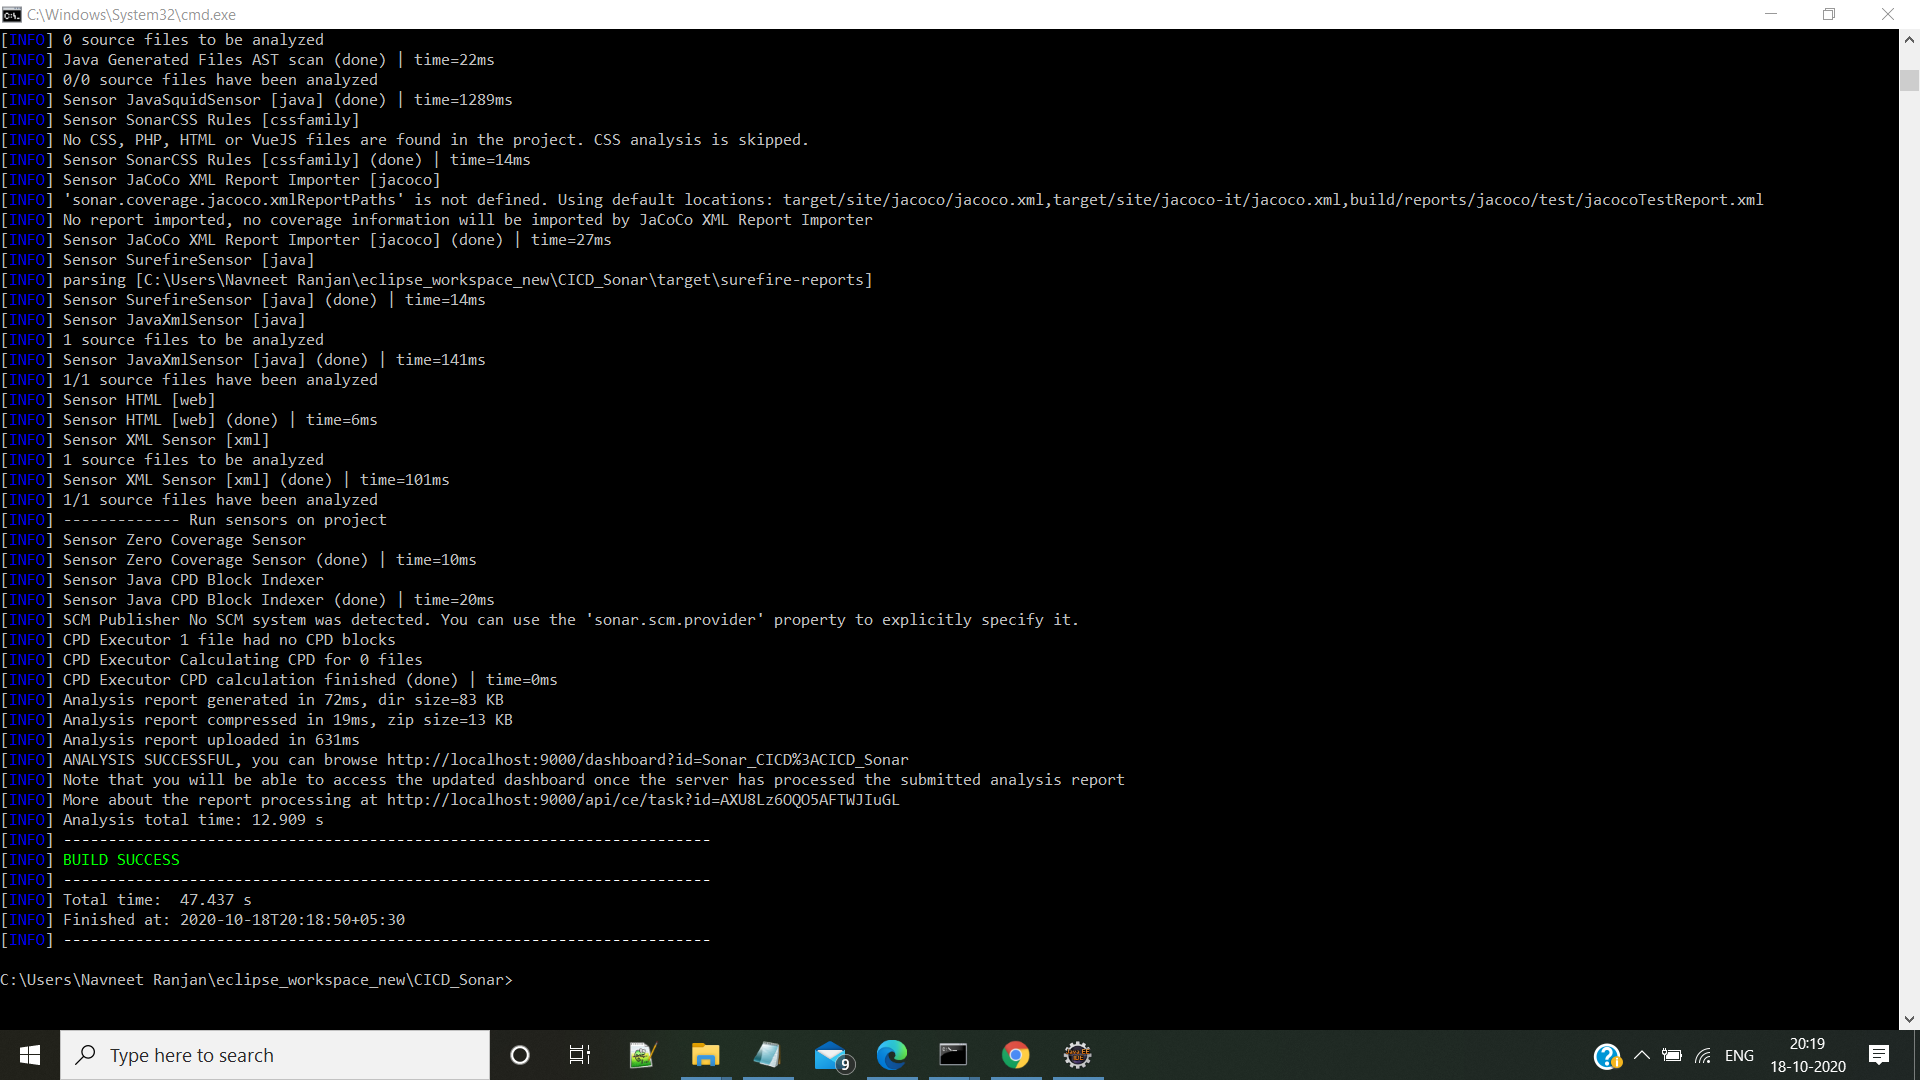 C:\Windows\System32\cmd.exe
[INFO] 0 source files to be analyzed
[INFO] Java Generated Files AST scan (done) | time=22ms
[INFO] 0/0 source files have been analyzed
[INFO] Sensor JavaSquidSensor [java] (done) | time=1289ms
[INFO] Sensor SonarCSS Rules [cssfamily]
[INFO] No CSS, PHP, HTML or VueJS files are found in the project. CSS analysis is skipped.
[INFO] Sensor SonarCSS Rules [cssfamily] (done) | time=14ms
[INFO] Sensor JaCoCo XML Report Importer [jacoco]
[INFO] 'sonar.coverage.jacoco.xmlReportPaths' is not defined. Using default locations: target/site/jacoco/jacoco.xml,target/site/jacoco-it/jacoco.xml,build/reports/jacoco/test/jacocoTestReport.xml
[INFO] No report imported, no coverage information will be imported by JaCoCo XML Report Importer
[INFO] Sensor JaCoCo XML Report Importer [jacoco] (done) | time=27ms
[INFO] Sensor SurefireSensor [java]
[INFO] parsing [C:\Users\Navneet Ranjan\eclipse_workspace_new\CICD_Sonar\target\surefire-reports]
[INFO] Sensor SurefireSensor [java] (done) | time=14ms
[INFO] Sensor JavaXmlSensor [java]
[INFO] 1 source files to be analyzed
[INFO] Sensor JavaXmlSensor [java] (done) | time=141ms
[INFO] 1/1 source files have been analyzed
[INFO] Sensor HTML [web]
[INFO] Sensor HTML [web] (done) | time=6ms
[INFO] Sensor XML Sensor [xml]
[INFO] 1 source files to be analyzed
[INFO] Sensor XML Sensor [xml] (done) | time=101ms
[INFO] 1/1 source files have been analyzed
[INFO] ------------- Run sensors on project
[INFO] Sensor Zero Coverage Sensor
[INFO] Sensor Zero Coverage Sensor (done) | time=10ms
[INFO] Sensor Java CPD Block Indexer
[INFO] Sensor Java CPD Block Indexer (done) | time=20ms
[INFO] SCM Publisher No SCM system was detected. You can use the 'sonar.scm.provider' property to explicitly specify it.
[INFO] CPD Executor 1 file had no CPD blocks
[INFO] CPD Executor Calculating CPD for 0 files
[INFO] CPD Executor CPD calculation finished (done) | time=0ms
[INFO] Analysis report generated in 72ms, dir size=83 KB
[INFO] Analysis report compressed in 19ms, zip size=13 KB
[INFO] Analysis report uploaded in 631ms
[INFO] ANALYSIS SUCCESSFUL, you can browse http://localhost:9000/dashboard?id=Sonar_CICD%3ACICD_Sonar
[INFO] Note that you will be able to access the updated dashboard once the server has processed the submitted analysis report
[INFO] More about the report processing at http://localhost:9000/api/ce/task?id=AXU8Lz6OQO5AFTWJIuGL
[INFO] Analysis total time: 12.909 s
[INFO] ------------------------------------------------------------------------
[INFO] BUILD SUCCESS
[INFO] ------------------------------------------------------------------------
[INFO] Total time:  47.437 s
[INFO] Finished at: 2020-10-18T20:18:50+05:30
[INFO] ------------------------------------------------------------------------
C:\Users\Navneet Ranjan\eclipse_workspace_new\CICD_Sonar>
Type here to search
9
ENG
20:19
18-10-2020